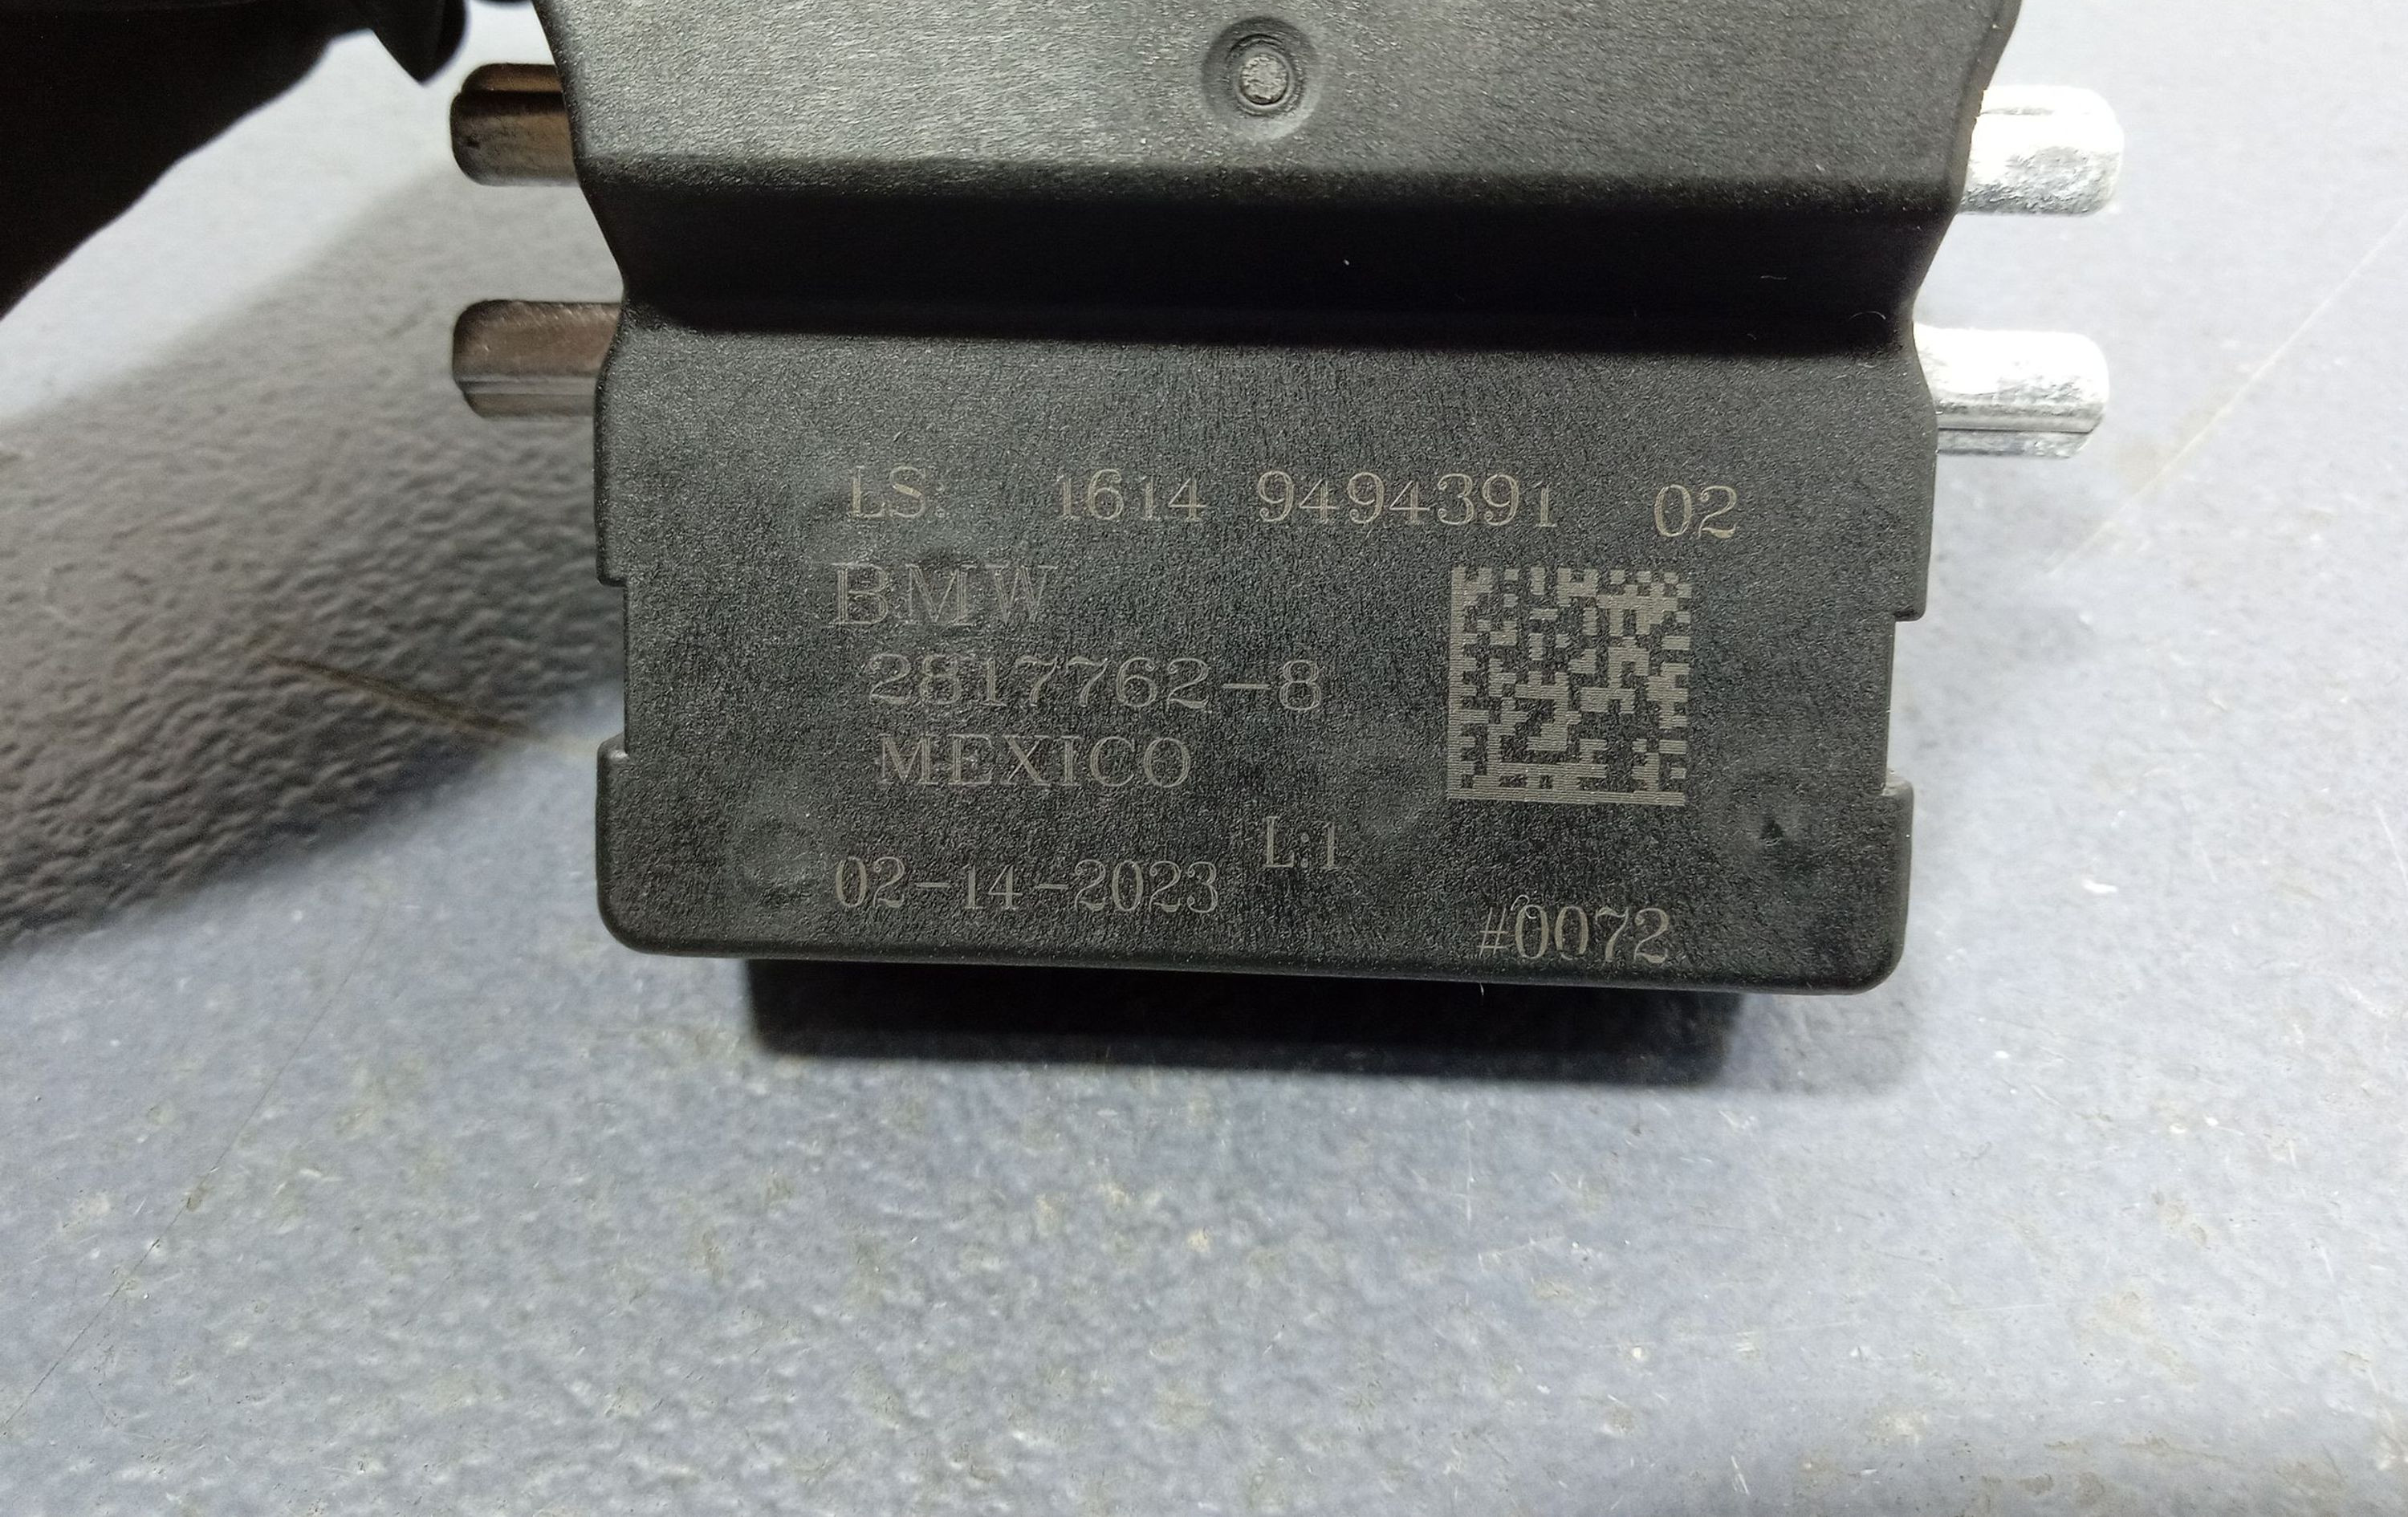 LS: 1614 9494391 02
BMW
2817762-8
MEXICO
L:1
02-14-2023
#0072